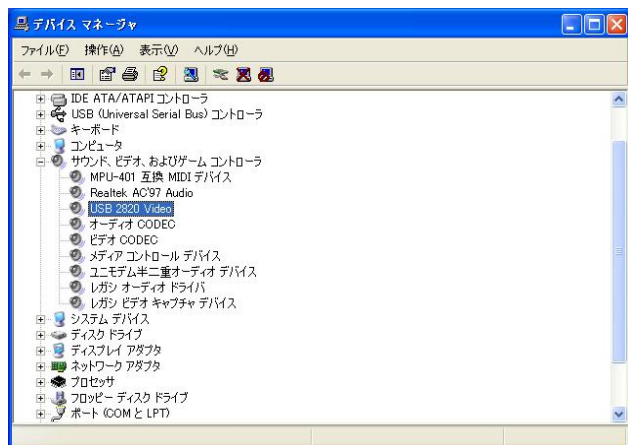 デバイス マネージャ
ファイル(F) 操作(A) 表示(V) ヘルプ(H)
IDE ATA/ATAPI コントローラ
USB (Universal Serial Bus) コントローラ
キーボード
コンピュータ
サウンド、ビデオ、およびゲーム コントローラ
MPU-401 互換 MIDI デバイス
Realtek AC'97 Audio
USB 2820 Video
オーディオ CODEC
ビデオ CODEC
メディア コントロール デバイス
ユニモデム半二重オーディオ デバイス
レガシ オーディオ ドライバ
レガシ ビデオ キャプチャ デバイス
システム デバイス
ディスク ドライブ
ディスプレイ アダプタ
ネットワーク アダプタ
プロセッサ
フロッピー ディスク ドライブ
ポート (COM と LPT)